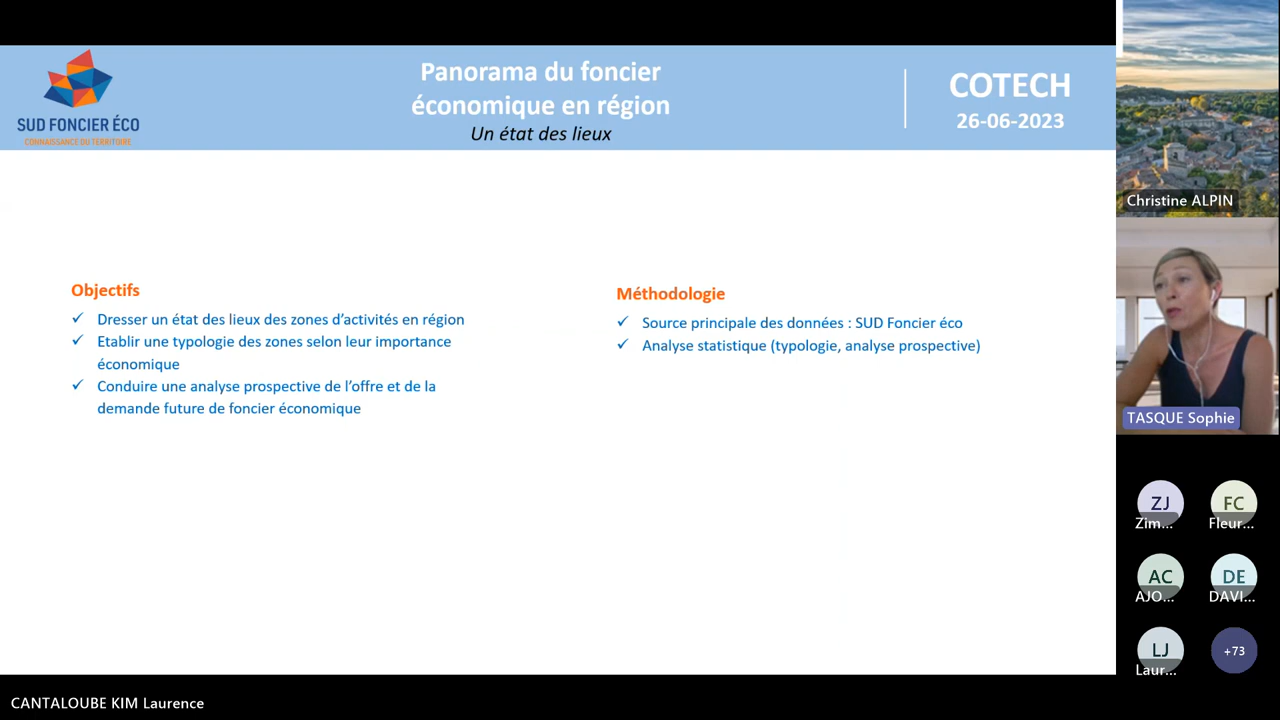 SUD FONCIER ÉCO
CONNAISSANCE DU TERRITOIRE
Panorama du foncier
économique en région
Un état des lieux
COTECH
26-06-2023
Objectifs
✓ Dresser un état des lieux des zones d'activités en région
✓ Etablir une typologie des zones selon leur importance
économique
✓ Conduire une analyse prospective de l'offre et de la
demande future de foncier économique
Méthodologie
✓ Source principale des données : SUD Foncier éco
✓ Analyse statistique (typologie, analyse prospective)
Christine ALPIN
TASQUE Sophie
ZJ
Zim...
FC
Fleur...
AC
AJO...
DE
DAVI...
LJ
Laur...
+73
CANTALOUBE KIM Laurence